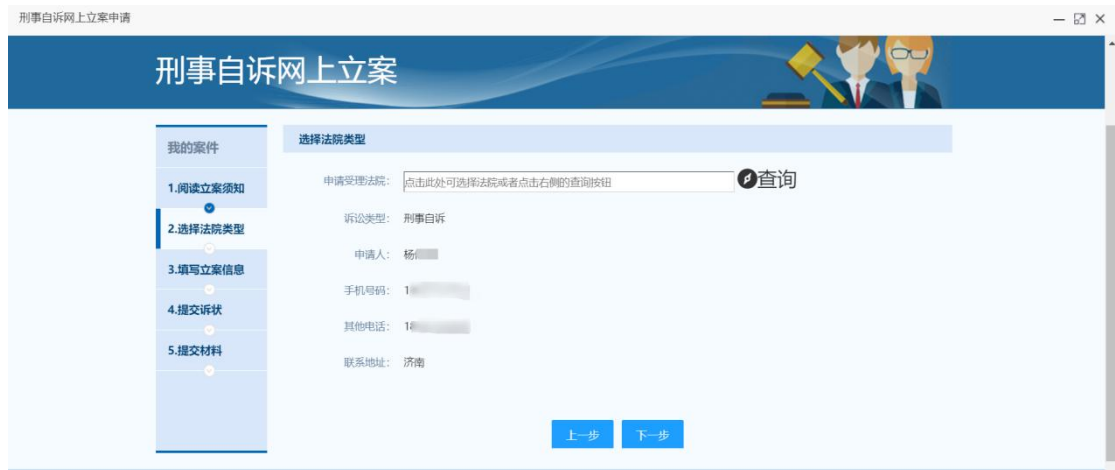 刑事自诉网上立案申请
刑事自诉网上立案
我的案件
1.阅读立案须知
2.选择法院类型
3.填写立案信息
4.提交诉状
5.提交材料
选择法院类型
申请受理法院： 点击此处可选择法院或者点击右侧的查询按钮 查询
诉讼类型： 刑事自诉
申请人： 杨
手机号码： 1
其他电话： 18
联系地址： 济南
上一步 下一步